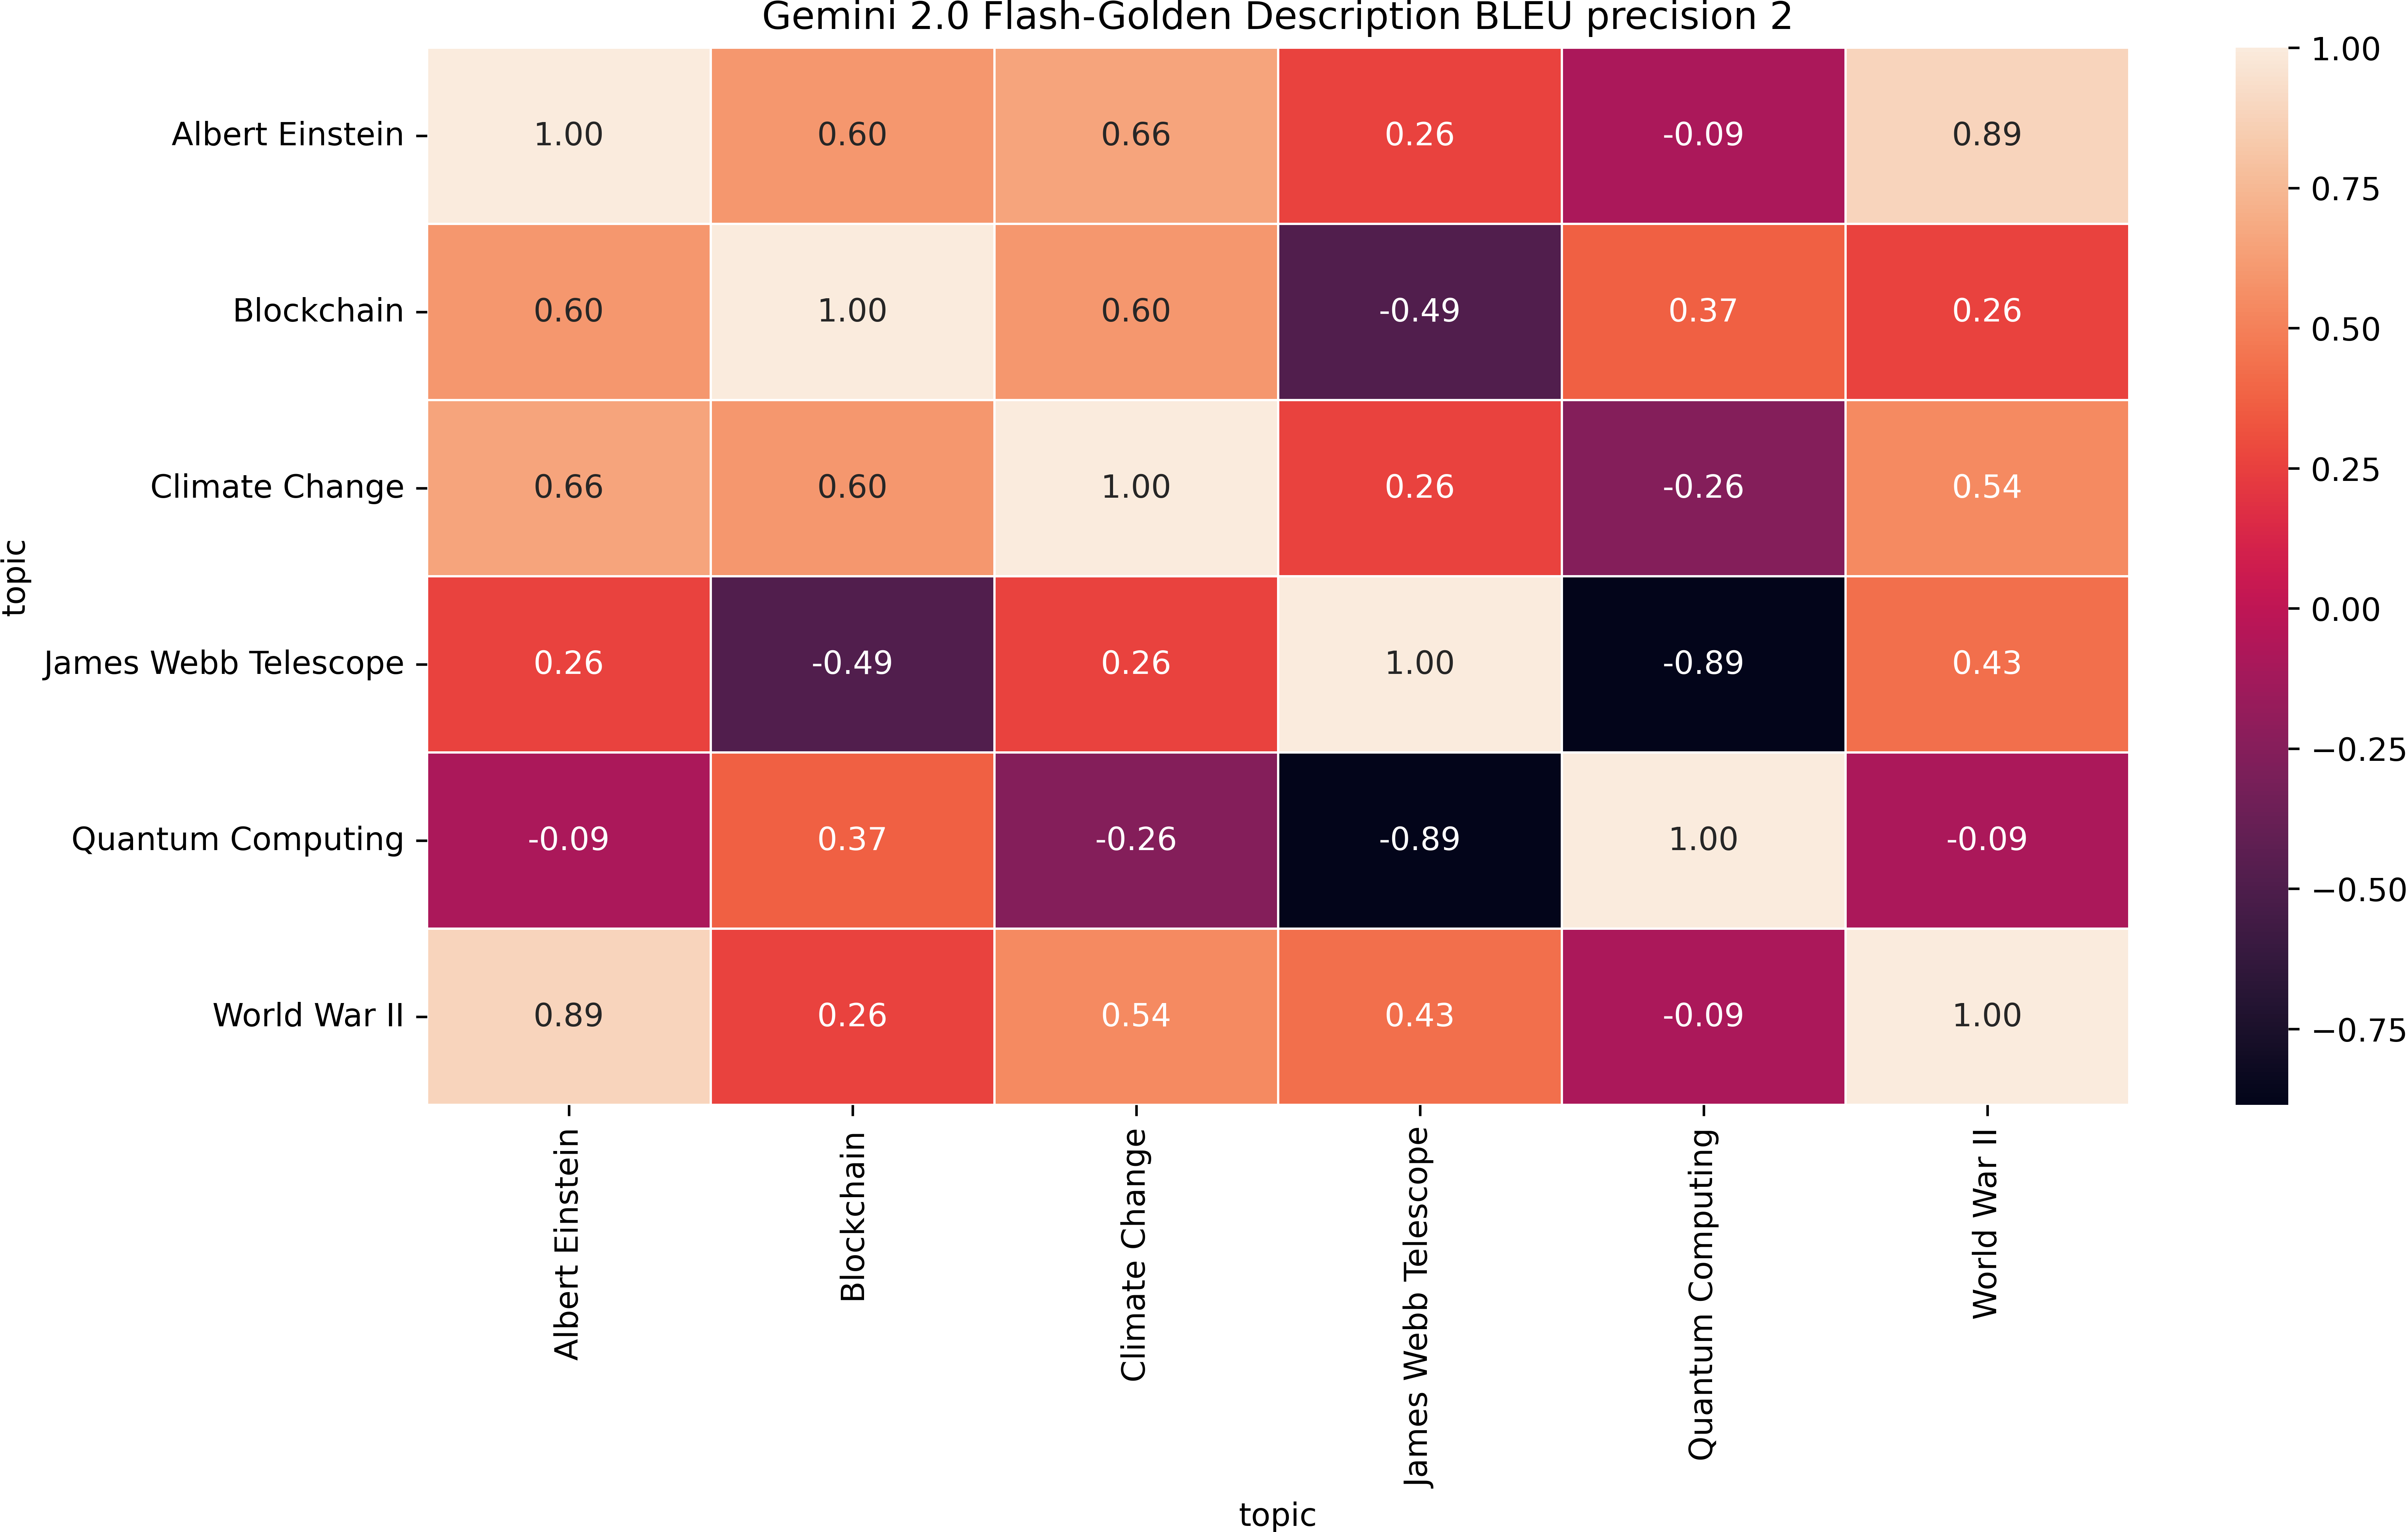 Gemini 2.0 Flash-Golden Description BLEU precision 2
topic
Albert Einstein 1.00 0.60 0.66 0.26 -0.09 0.89
Blockchain 0.60 1.00 0.60 -0.49 0.37 0.26
Climate Change 0.66 0.60 1.00 0.26 -0.26 0.54
James Webb Telescope 0.26 -0.49 0.26 1.00 -0.89 0.43
Quantum Computing -0.09 0.37 -0.26 -0.89 1.00 -0.09
World War II 0.89 0.26 0.54 0.43 -0.09 1.00
Albert Einstein
Blockchain
Climate Change
James Webb Telescope
Quantum Computing
World War II
topic
1.00
0.75
0.50
0.25
0.00
−0.25
−0.50
−0.75